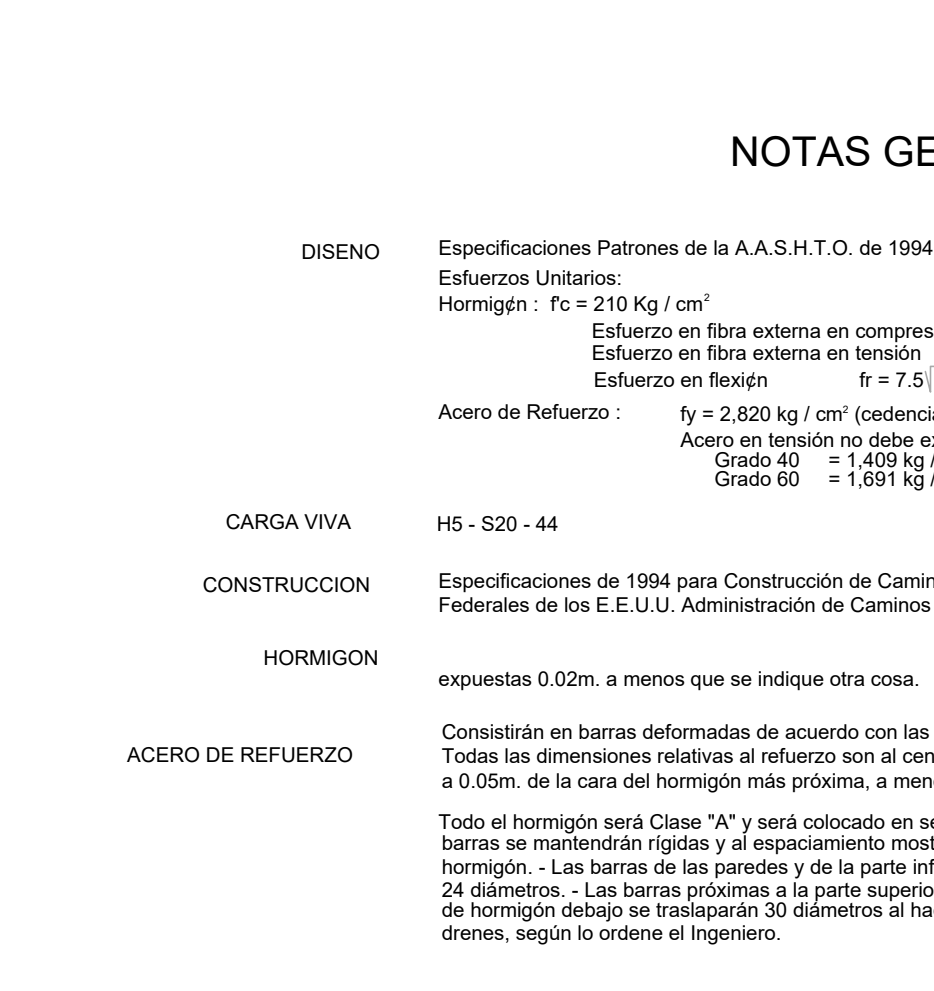 NOTAS GE
DISENO
Especificaciones Patrones de la A.A.S.H.T.O. de 1994
Esfuerzos Unitarios:
Hormig¢n : f'c = 210 Kg / cm²
Esfuerzo en fibra externa en compres
Esfuerzo en fibra externa en tensión
Esfuerzo en flexi¢n fr = 7.5√
Acero de Refuerzo : fy = 2,820 kg / cm² (cedencia
Acero en tensión no debe ex
Grado 40 = 1,409 kg /
Grado 60 = 1,691 kg /
CARGA VIVA H5 - S20 - 44
CONSTRUCCION
Especificaciones de 1994 para Construcción de Camin
Federales de los E.E.U.U. Administración de Caminos
HORMIGON
expuestas 0.02m. a menos que se indique otra cosa.
ACERO DE REFUERZO
Consistirán en barras deformadas de acuerdo con las
Todas las dimensiones relativas al refuerzo son al cen
a 0.05m. de la cara del hormigón más próxima, a men
Todo el hormigón será Clase "A" y será colocado en se
barras se mantendrán rígidas y al espaciamiento most
hormigón. - Las barras de las paredes y de la parte inf
24 diámetros. - Las barras próximas a la parte superio
de hormigón debajo se traslaparán 30 diámetros al ha
drenes, según lo ordene el Ingeniero.